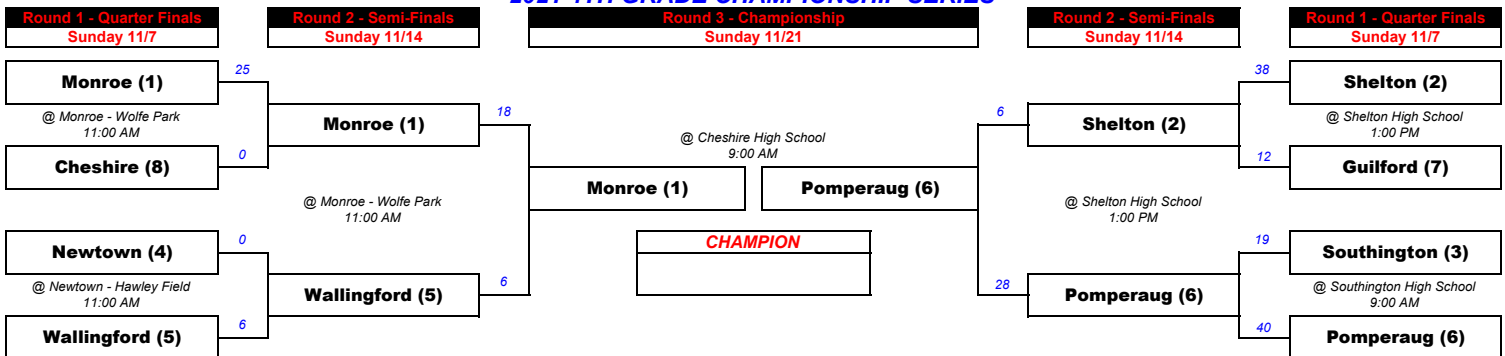 2021 GRADE CHAMPIONSHIP SERIES
Round 1 - Quarter Finals
Sunday 11/7
Round 2 - Semi-Finals
Sunday 11/14
Round 3 - Championship
Sunday 11/21
Round 2 - Semi-Finals
Sunday 11/14
Round 1 - Quarter Finals
Sunday 11/7
Monroe (1)
25
@ Monroe - Wolfe Park
11:00 AM
Cheshire (8)
0
Newtown (4)
0
@ Newtown - Hawley Field
11:00 AM
Wallingford (5)
6
Monroe (1)
18
@ Monroe - Wolfe Park
11:00 AM
Wallingford (5)
6
@ Cheshire High School
9:00 AM
Monroe (1)
Pomperaug (6)
CHAMPION
6
Shelton (2)
@ Shelton High School
1:00 PM
28
Pomperaug (6)
38
Shelton (2)
@ Shelton High School
1:00 PM
12
Guilford (7)
19
Southington (3)
@ Southington High School
9:00 AM
40
Pomperaug (6)